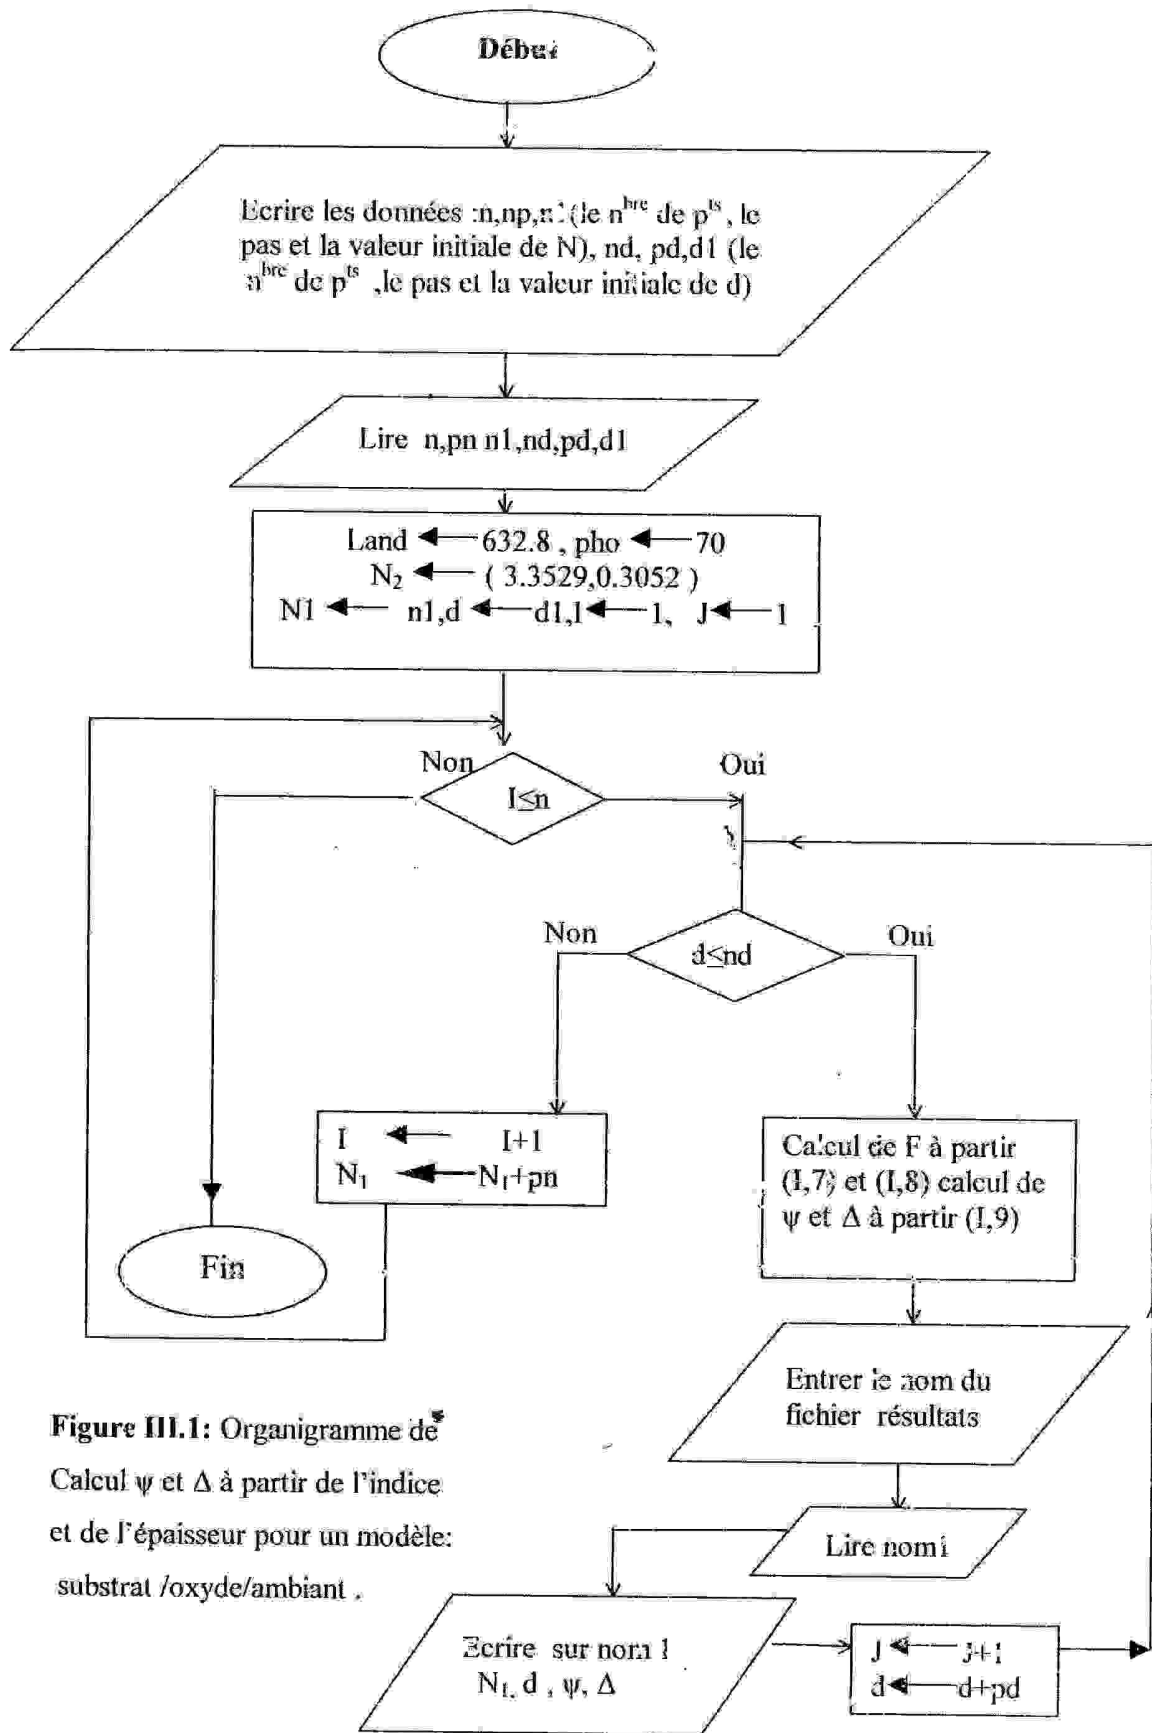 Début
Ecrire les données :n,np,n1(le n^bre de p^ts , le
pas et la valeur initiale de N), nd, pd,d1 (le
n^bre de p^ts ,le pas et la valeur initiale de d)
Lire n,pn n1,nd,pd,d1
Land ← 632.8 , pho ← 70
N₂ ← ( 3.3529,0.3052 )
N1 ← n1,d ← d1,I ← 1, J ← 1
Non
I≤n
Oui
Non
d≤nd
Oui
I ← I+1
N₁ ← N₁+pn
Calcul de F à partir
(I,7) et (I,8) calcul de
ψ et Δ à partir (I,9)
Fin
Entrer le nom du
fichier résultats
Figure III.1: Organigramme de
Calcul ψ et Δ à partir de l'indice
et de l'épaisseur pour un modèle:
substrat /oxyde/ambiant .
Lire nom1
Ecrire sur nom 1
N₁, d , ψ, Δ
J ← J+1
d ← d+pd